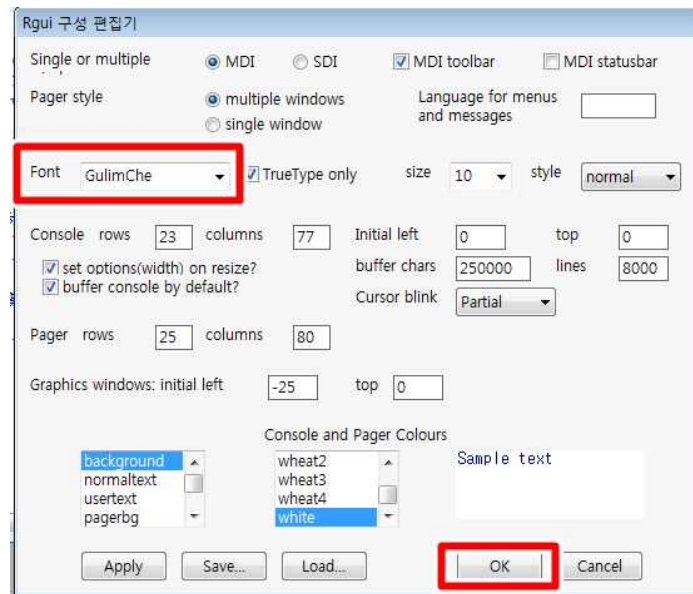 Rgui 구성 편집기
Single or multiple MDI SDI MDI toolbar MDI statusbar
Pager style multiple windows Language for menus
single window and messages
Font GulimChe TrueType only size 10 style normal
Console rows 23 columns 77 Initial left 0 top 0
set options(width) on resize? buffer chars 250000 lines 8000
buffer console by default? Cursor blink Partial
Pager rows 25 columns 80
Graphics windows: initial left -25 top 0
Console and Pager Colours
background wheat2 Sample text
normaltext wheat3
usertext wheat4
pagerbg white
Apply Save... Load... OK Cancel